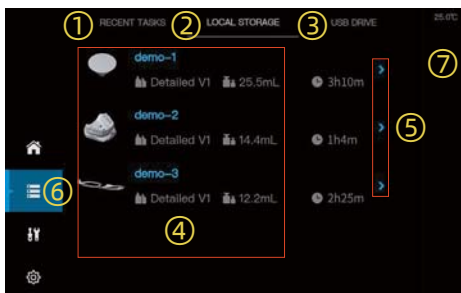 ① RECENT TASKS ② LOCAL STORAGE ③ USB DRIVE 25.0℃
⑦
demo-1
Detailed V1 25.5mL 3h10m
demo-2
Detailed V1 14.4mL 1h4m
⑤
demo-3
⑥
Detailed V1 12.2mL 2h25m
④